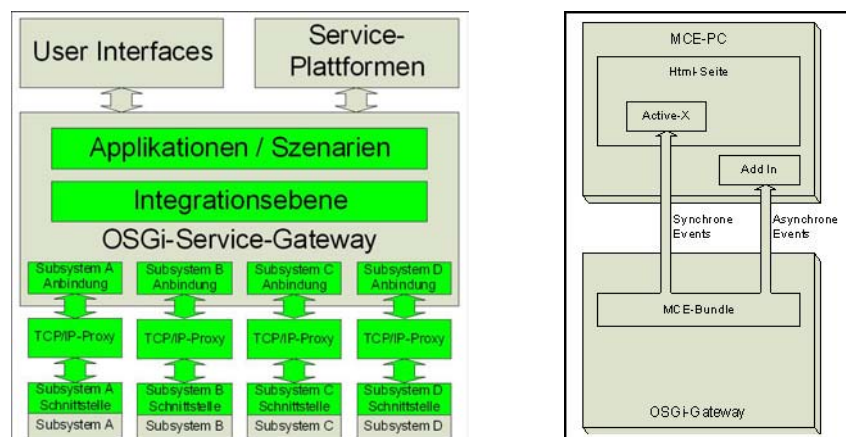 User Interfaces
Service-
Plattformen
Applikationen / Szenarien
Integrationsebene
OSGi-Service-Gateway
Subsystem A
Anbindung
Subsystem B
Anbindung
Subsystem C
Anbindung
Subsystem D
Anbindung
TCP/IP-Proxy
TCP/IP-Proxy
TCP/IP-Proxy
TCP/IP-Proxy
Subsystem A
Schnittstelle
Subsystem B
Schnittstelle
Subsystem C
Schnittstelle
Subsystem D
Schnittstelle
Subsystem A
Subsystem B
Subsystem C
Subsystem D
MCE-PC
Html-Seite
Active-X
Add In
Synchrone
Events
Asynchrone
Events
MCE-Bundle
OSGi-Gateway